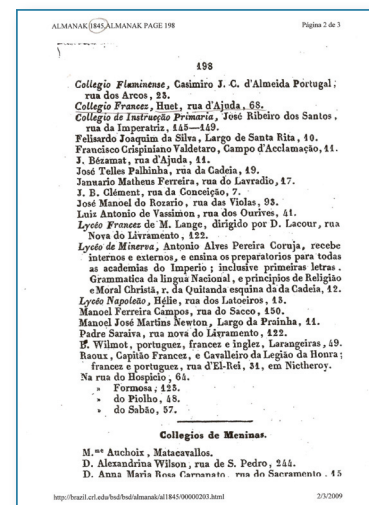 ALMANAK 1845, ALMANAK PAGE 198
Página 2 de 3
198
Collegio Fluminense, Casimiro J. C. d'Almeida Portugal;
rua dos Arcos, 23.
Collegio Francez, Huet, rua d'Ajuda, 68.
Collegio de Instrucção Primaria, José Ribeiro dos Santos,
rua da Imperatriz, 145—149.
Felisardo Joaquim da Silva, Largo de Santa Rita, 10.
Francisco Crispiniano Valdetaro, Campo d'Acclamação, 11.
J. Bézamat, rua d'Ajuda, 11.
José Telles Palhinha, rua da Cadeia, 19.
Januario Matheus Ferreira, rua do Lavradio, 17.
J. B. Clément, rua da Conceição, 7.
José Manoel do Rozario, rua das Violas, 93.
Luiz Antonio de Vassimon, rua dos Ourives, 41.
Lycéo Francez de M. Lange, dirigido por D. Lacour, rua
Nova do Livramento, 122.
Lycéo de Minerva, Antonio Alves Pereira Coruja, recebe
internos e externos, e ensina os preparatorios para todas
as academias do Imperio; inclusive primeiras letras.
Grammatica da lingua Nacional, e principios de Religião
e Moral Christã, r. da Quitanda esquina da da Cadeia, 12.
Lycéo Napoleão, Hélie, rua dos Latoeiros, 13.
Manoel Ferreira Campos, rua do Sacco, 150.
Manoel José Martins Newton, Largo da Prainha, 11.
Padre Saraiva, rua nova do Livramento, 122.
Wilmot, portuguez, francez e inglez, Larangeiras, 49.
Raoux, Capitão Francez, e Cavalleiro da Legião da Honra;
francez e portuguez, rua d'El-Rei, 31, em Nictheroy.
Na rua do Hospicio, 64.
» Formosa, 123.
» do Piolho, 48.
» do Sabão, 57.
Collegios de Meninas.
M.me Auchoix, Matacavallos.
D. Alexandrina Wilson, rua de S. Pedro, 244.
D. Anna Maria Rosa rua do Sacramento, 15
http://brazil.crl.edu/bsd/bsd/almanak/al1845/00000203.html
2/3/2009